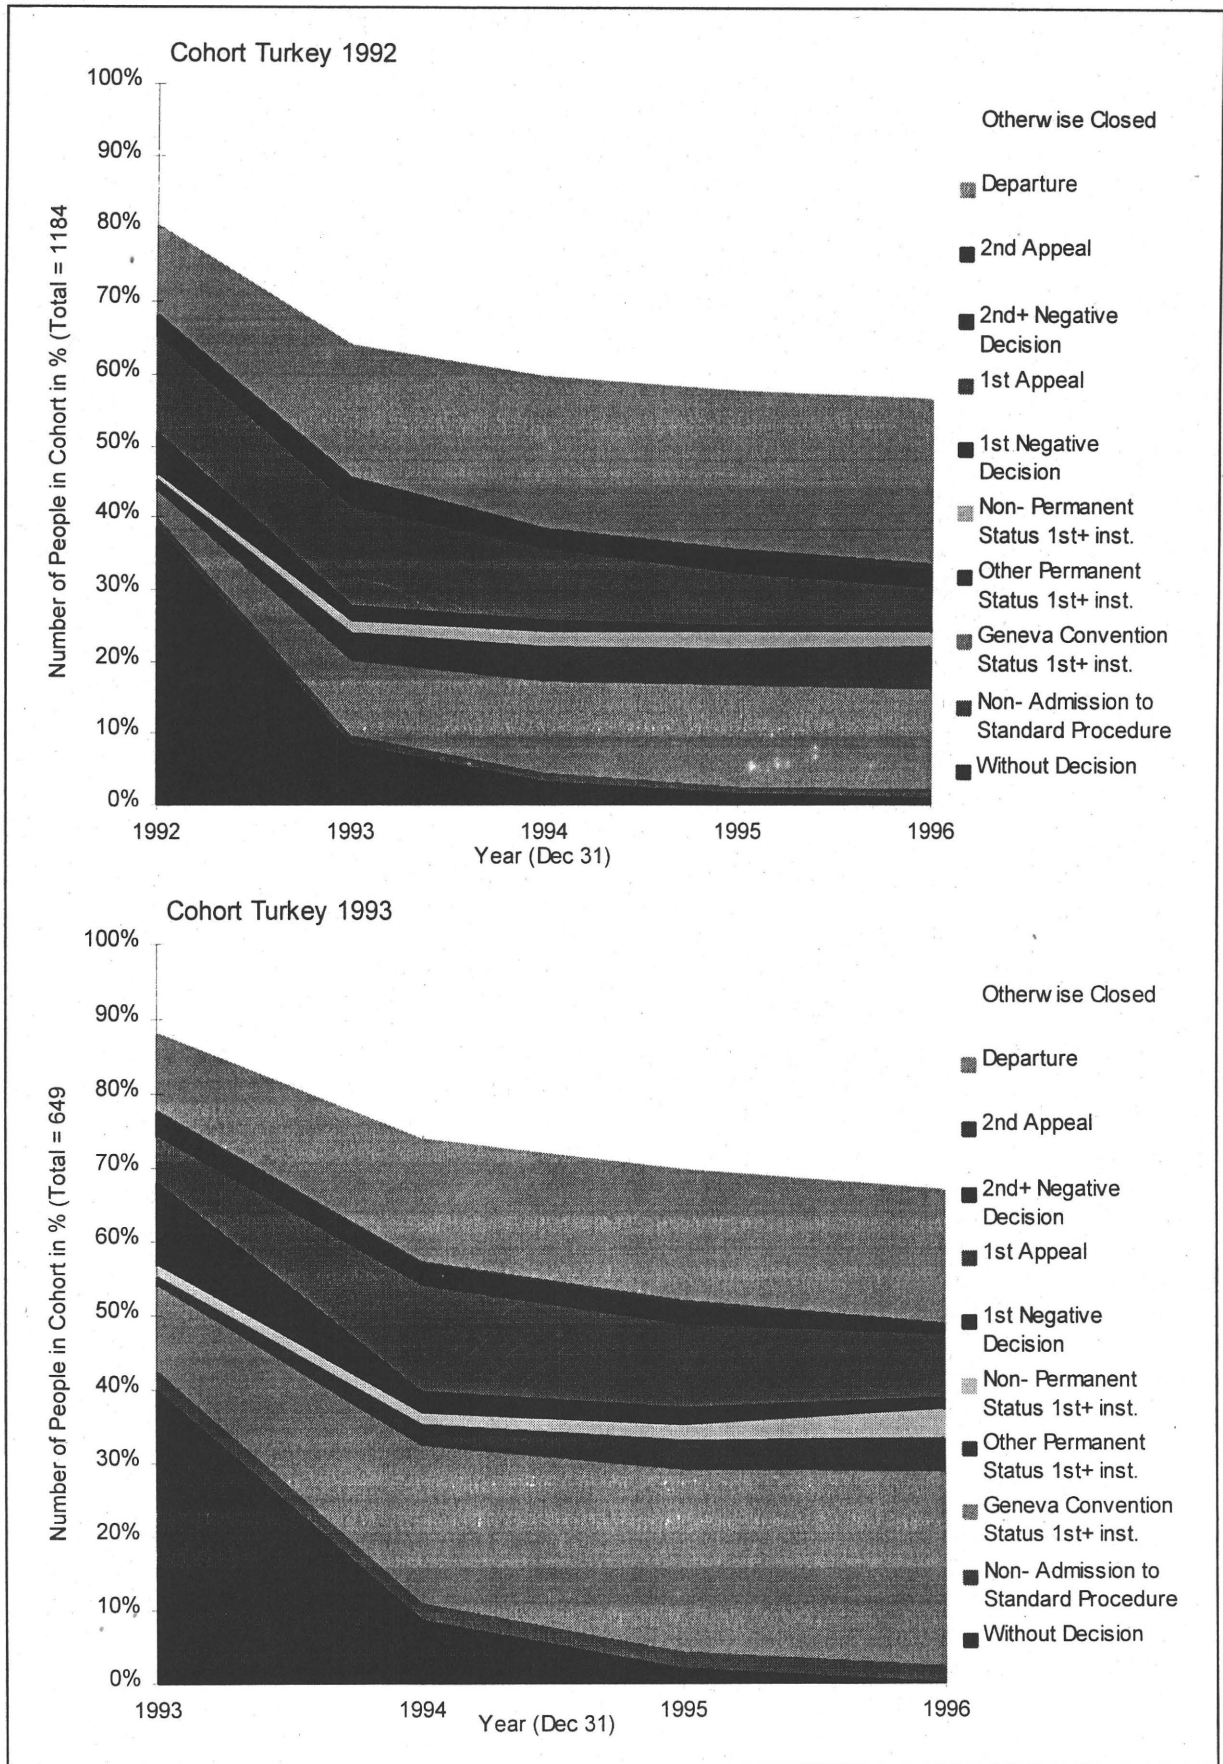 Cohort Turkey 1992
Number of People in Cohort in % (Total = 1184
100%
90%
80%
70%
60%
50%
40%
30%
20%
10%
0%
1992
1993
1994
1995
1996
Year (Dec 31)
Otherwise Closed
Departure
2nd Appeal
2nd+ Negative
Decision
1st Appeal
1st Negative
Decision
Non- Permanent
Status 1st+ inst.
Other Permanent
Status 1st+ inst.
Geneva Convention
Status 1st+ inst.
Non- Admission to
Standard Procedure
Without Decision
Cohort Turkey 1993
Number of People in Cohort in % (Total = 649
100%
90%
80%
70%
60%
50%
40%
30%
20%
10%
0%
1993
1994
1995
1996
Year (Dec 31)
Otherwise Closed
Departure
2nd Appeal
2nd+ Negative
Decision
1st Appeal
1st Negative
Decision
Non- Permanent
Status 1st+ inst.
Other Permanent
Status 1st+ inst.
Geneva Convention
Status 1st+ inst.
Non- Admission to
Standard Procedure
Without Decision